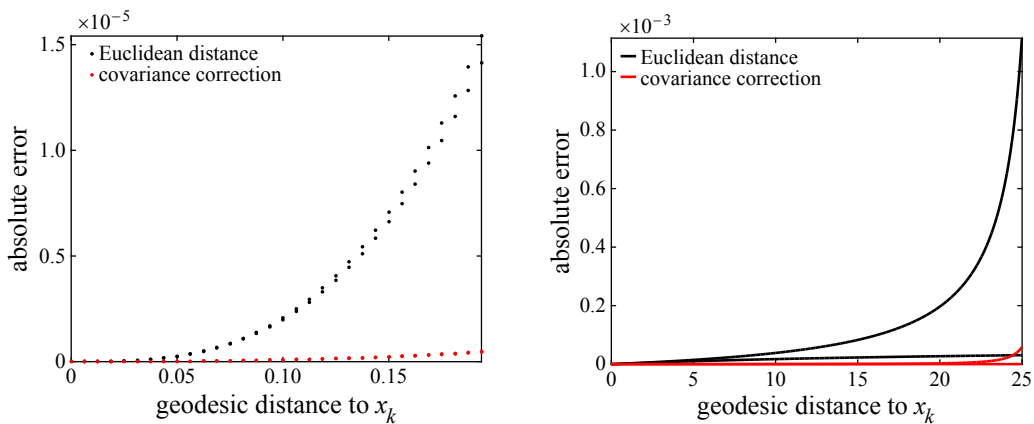 ×10⁻⁵
1.5
1.0
0.5
0
0
0.05
0.10
0.15
absolute error
geodesic distance to xₖ
Euclidean distance
covariance correction
×10⁻³
1.0
0.8
0.6
0.4
0.2
0
0
5
10
15
20
25
absolute error
geodesic distance to xₖ
Euclidean distance
covariance correction